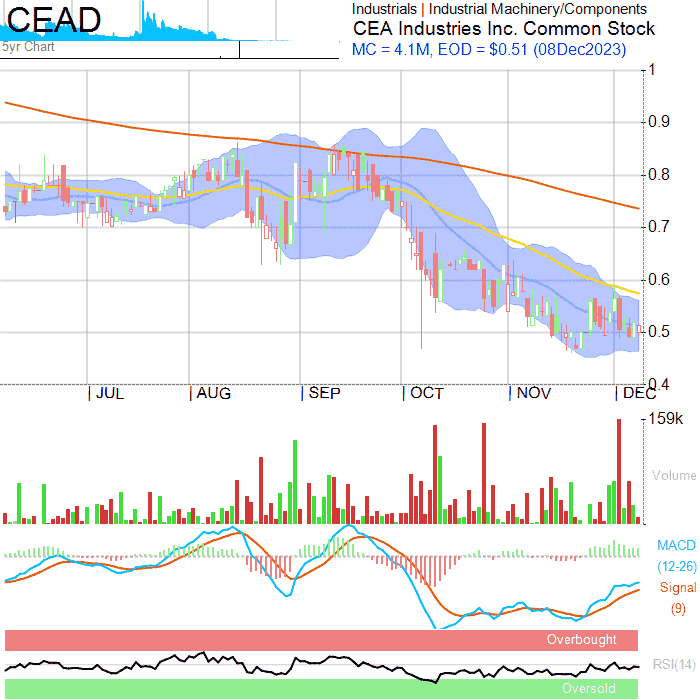 CEAD
Industrials | Industrial Machinery/Components
CEA Industries Inc. Common Stock
MC = 4.1M, EOD = $0.51 (08Dec2023)
5yr Chart
1
0.9
0.8
0.7
0.6
0.5
0.4
JUL AUG SEP OCT NOV DEC
159k
Volume
MACD
(12-26)
Signal
(9)
Overbought
RSI(14)
Oversold